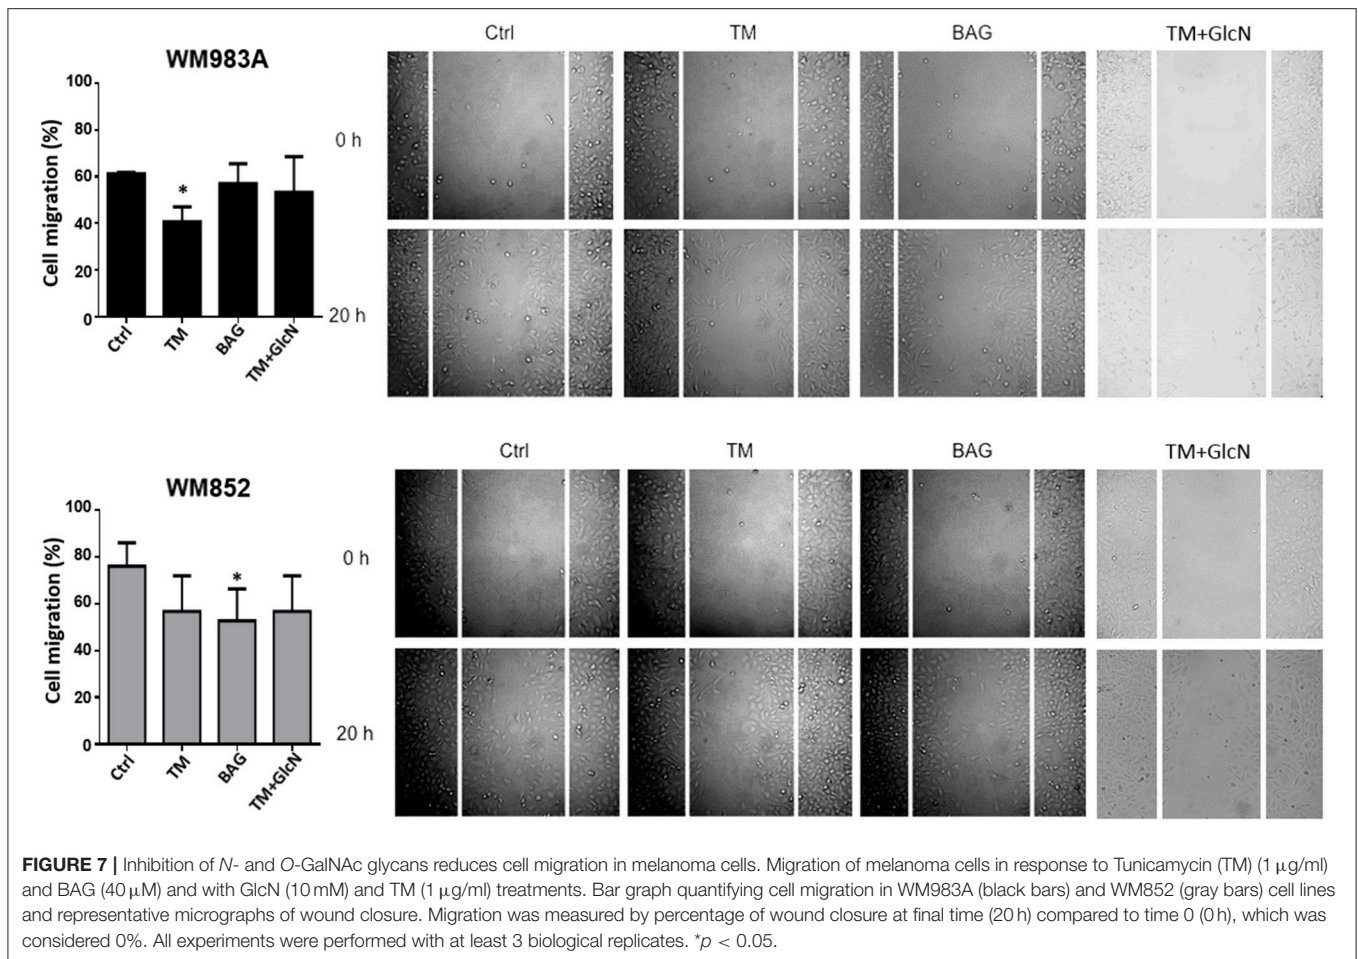 Ctrl TM BAG TM+GlcN
WM983A
Cell migration (%)
100
80
60
40
20
0
*
Ctrl TM BAG TM+GlcN
0 h
20 h
Ctrl TM BAG TM+GlcN
WM852
Cell migration (%)
100
80
60
40
20
0
*
Ctrl TM BAG TM+GlcN
0 h
20 h
FIGURE 7 | Inhibition of N- and O-GalNAc glycans reduces cell migration in melanoma cells. Migration of melanoma cells in response to Tunicamycin (TM) (1 μg/ml)
and BAG (40 μM) and with GlcN (10 mM) and TM (1 μg/ml) treatments. Bar graph quantifying cell migration in WM983A (black bars) and WM852 (gray bars) cell lines
and representative micrographs of wound closure. Migration was measured by percentage of wound closure at final time (20 h) compared to time 0 (0 h), which was
considered 0%. All experiments were performed with at least 3 biological replicates. *p < 0.05.